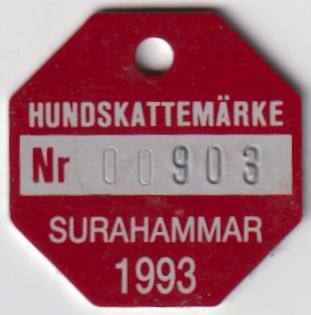 HUNDSKATTEMÄRKE
Nr 00903
SURAHAMMAR
1993